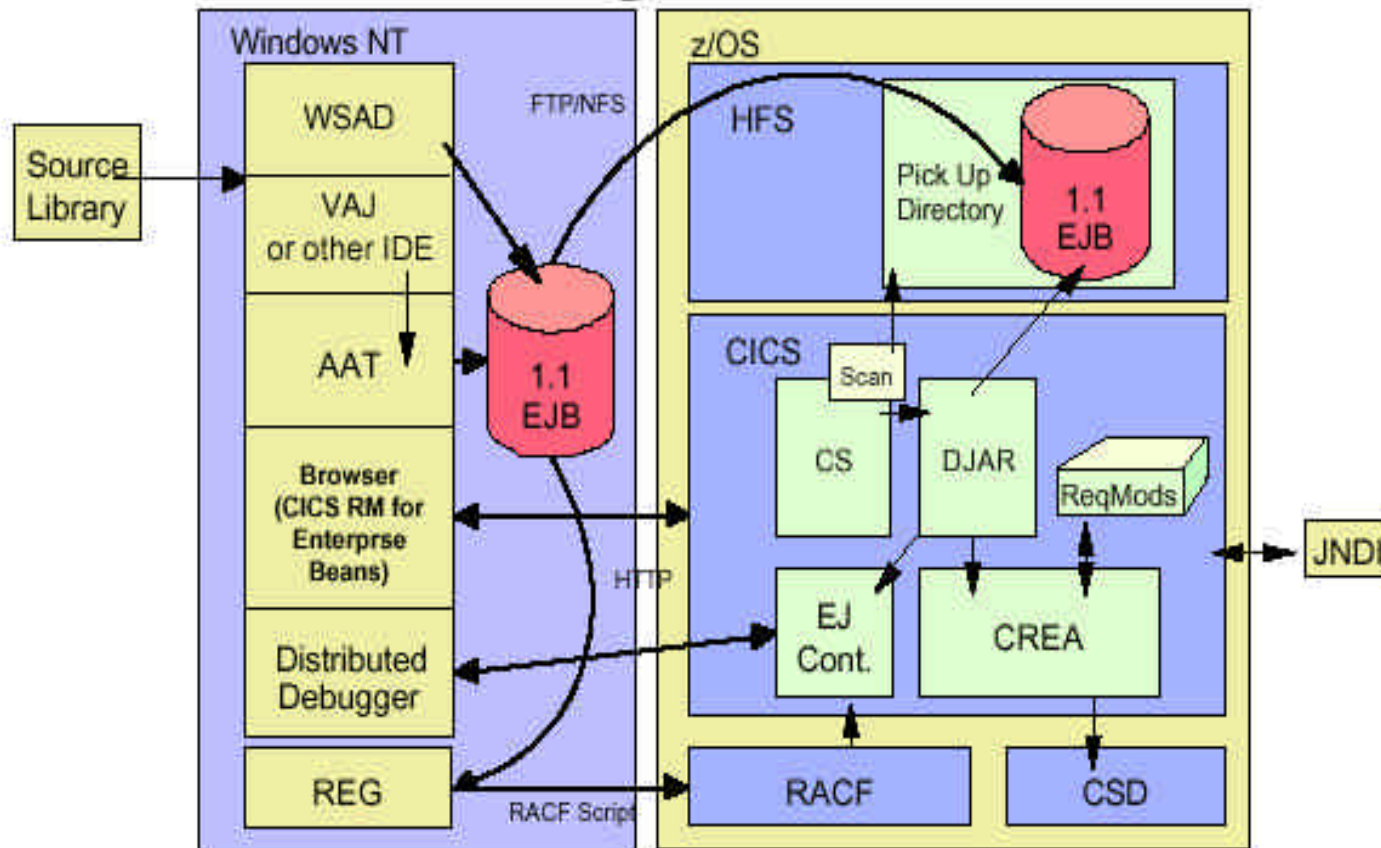 Windows NT
z/OS
WSAD
FTP/NFS
HFS
Source
Library
Pick Up
Directory
VAJ
or other IDE
1.1
EJB
AAT
1.1
EJB
CICS
Scan
CS
DJAR
ReqMods
Browser
(CICS RM for
Enterprse
Beans)
HTTP
JNDI
EJ
Cont.
CREA
Distributed
Debugger
REG
RACF Script
RACF
CSD